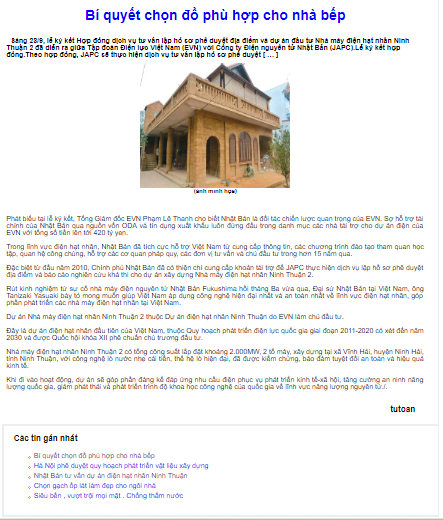 Bí quyết chọn đồ phù hợp cho nhà bếp
Sáng 28/9, lễ ký kết Hợp đồng dịch vụ tư vấn lập hồ sơ phê duyệt địa điểm và dự án đầu tư Nhà máy điện hạt nhân Ninh
Thuận 2 đã diễn ra giữa Tập đoàn Điện lực Việt Nam (EVN) với Công ty Điện nguyên tử Nhật Bản (JAPC).Lễ ký kết hợp
đồng.Theo hợp đồng, JAPC sẽ thực hiện dịch vụ tư vấn lập hồ sơ phê duyệt [ ... ]
(ảnh minh họa)
Phát biểu tại lễ ký kết, Tổng Giám đốc EVN Phạm Lê Thanh cho biết Nhật Bản là đối tác chiến lược quan trọng của EVN. Sự hỗ trợ tài
chính của Nhật Bản qua nguồn vốn ODA và tín dụng xuất khẩu luôn đứng đầu trong danh mục các nhà tài trợ cho dự án điện của
EVN với tổng số tiền lên tới 420 tỷ yen.
Trong lĩnh vực điện hạt nhân, Nhật Bản đã tích cực hỗ trợ Việt Nam từ cung cấp thông tin, các chương trình đào tạo tham quan học
tập, quan hệ công chúng, hỗ trợ các cơ quan pháp quy, các đơn vị tư vấn và chủ đầu tư trong hơn 15 năm qua.
Đặc biệt từ đầu năm 2010, Chính phủ Nhật Bản đã có thiện chí cung cấp khoản tài trợ để JAPC thực hiện dịch vụ lập hồ sơ phê duyệt
địa điểm và báo cáo nghiên cứu khả thi cho dự án xây dựng Nhà máy điện hạt nhân Ninh Thuận 2.
Rút kinh nghiệm từ sự cố nhà máy điện nguyên tử Nhật Bản Fukushima hồi tháng Ba vừa qua, Đại sứ Nhật Bản tại Việt Nam, ông
Tanizaki Yasuaki bày tỏ mong muốn giúp Việt Nam áp dụng công nghệ hiện đại nhất và an toàn nhất về lĩnh vực điện hạt nhân, góp
phần phát triển các nhà máy điện hạt nhân tại Việt Nam.
Dự án Nhà máy điện hạt nhân Ninh Thuận 2 thuộc Dự án điện hạt nhân Ninh Thuận do EVN làm chủ đầu tư.
Đây là dự án điện hạt nhân đầu tiên của Việt Nam, thuộc Quy hoạch phát triển điện lực quốc gia giai đoạn 2011-2020 có xét đến năm
2030 và được Quốc hội khóa XII phê chuẩn chủ trương đầu tư.
Nhà máy điện hạt nhân Ninh Thuận 2 có tổng công suất lắp đặt khoảng 2.000MW, 2 tổ máy, xây dựng tại xã Vĩnh Hải, huyện Ninh Hải,
tỉnh Ninh Thuận, với công nghệ lò nước nhẹ cải tiến, thế hệ lò hiện đại, đã được kiểm chứng, bảo đảm tuyệt đối an toàn và hiệu quả
kinh tế.
Khi đi vào hoạt động, dự án sẽ góp phần đáng kể đáp ứng nhu cầu điện phục vụ phát triển kinh tế-xã hội, tăng cường an ninh năng
lượng quốc gia, giảm phát thải và phát triển trình độ khoa học công nghệ của quốc gia về lĩnh vực năng lượng nguyên tử./.
tutoan
Các tin gần nhất
Bí quyết chọn đồ phù hợp cho nhà bếp
Hà Nội phê duyệt quy hoạch phát triển vật liệu xây dựng
Nhật Bản tư vấn dự án điện hạt nhân Ninh Thuận
Chọn gạch ốp lát làm đẹp cho ngôi nhà
Siêu bền , vượt trội mọi mặt . Chống thấm nước